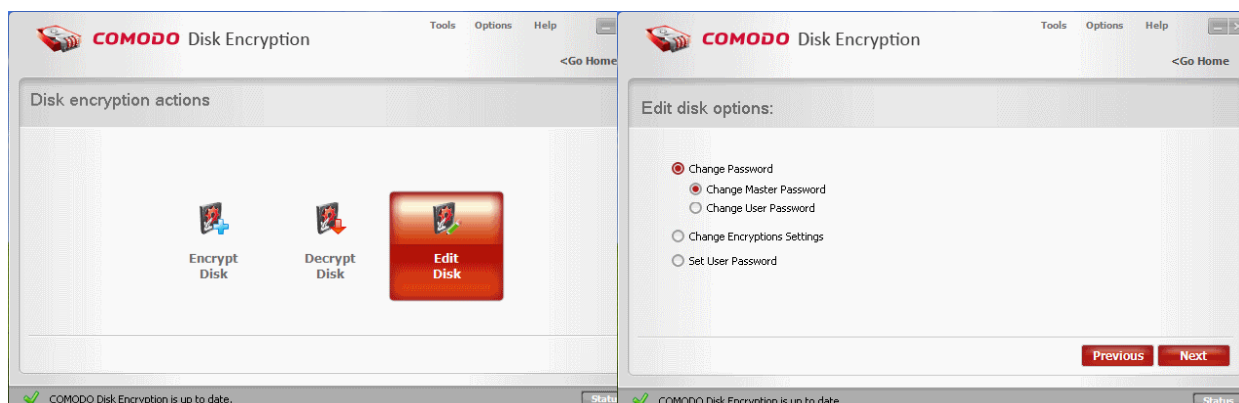 COMODO Disk Encryption
Tools Options Help
<Go Home
Disk encryption actions
Encrypt Disk
Decrypt Disk
Edit Disk
COMODO Disk Encryption is up to date.
Status
COMODO Disk Encryption
Tools Options Help
<Go Home
Edit disk options:
Change Password
Change Master Password
Change User Password
Change Encryptions Settings
Set User Password
Previous Next
COMODO Disk Encryption is up to date.
Status